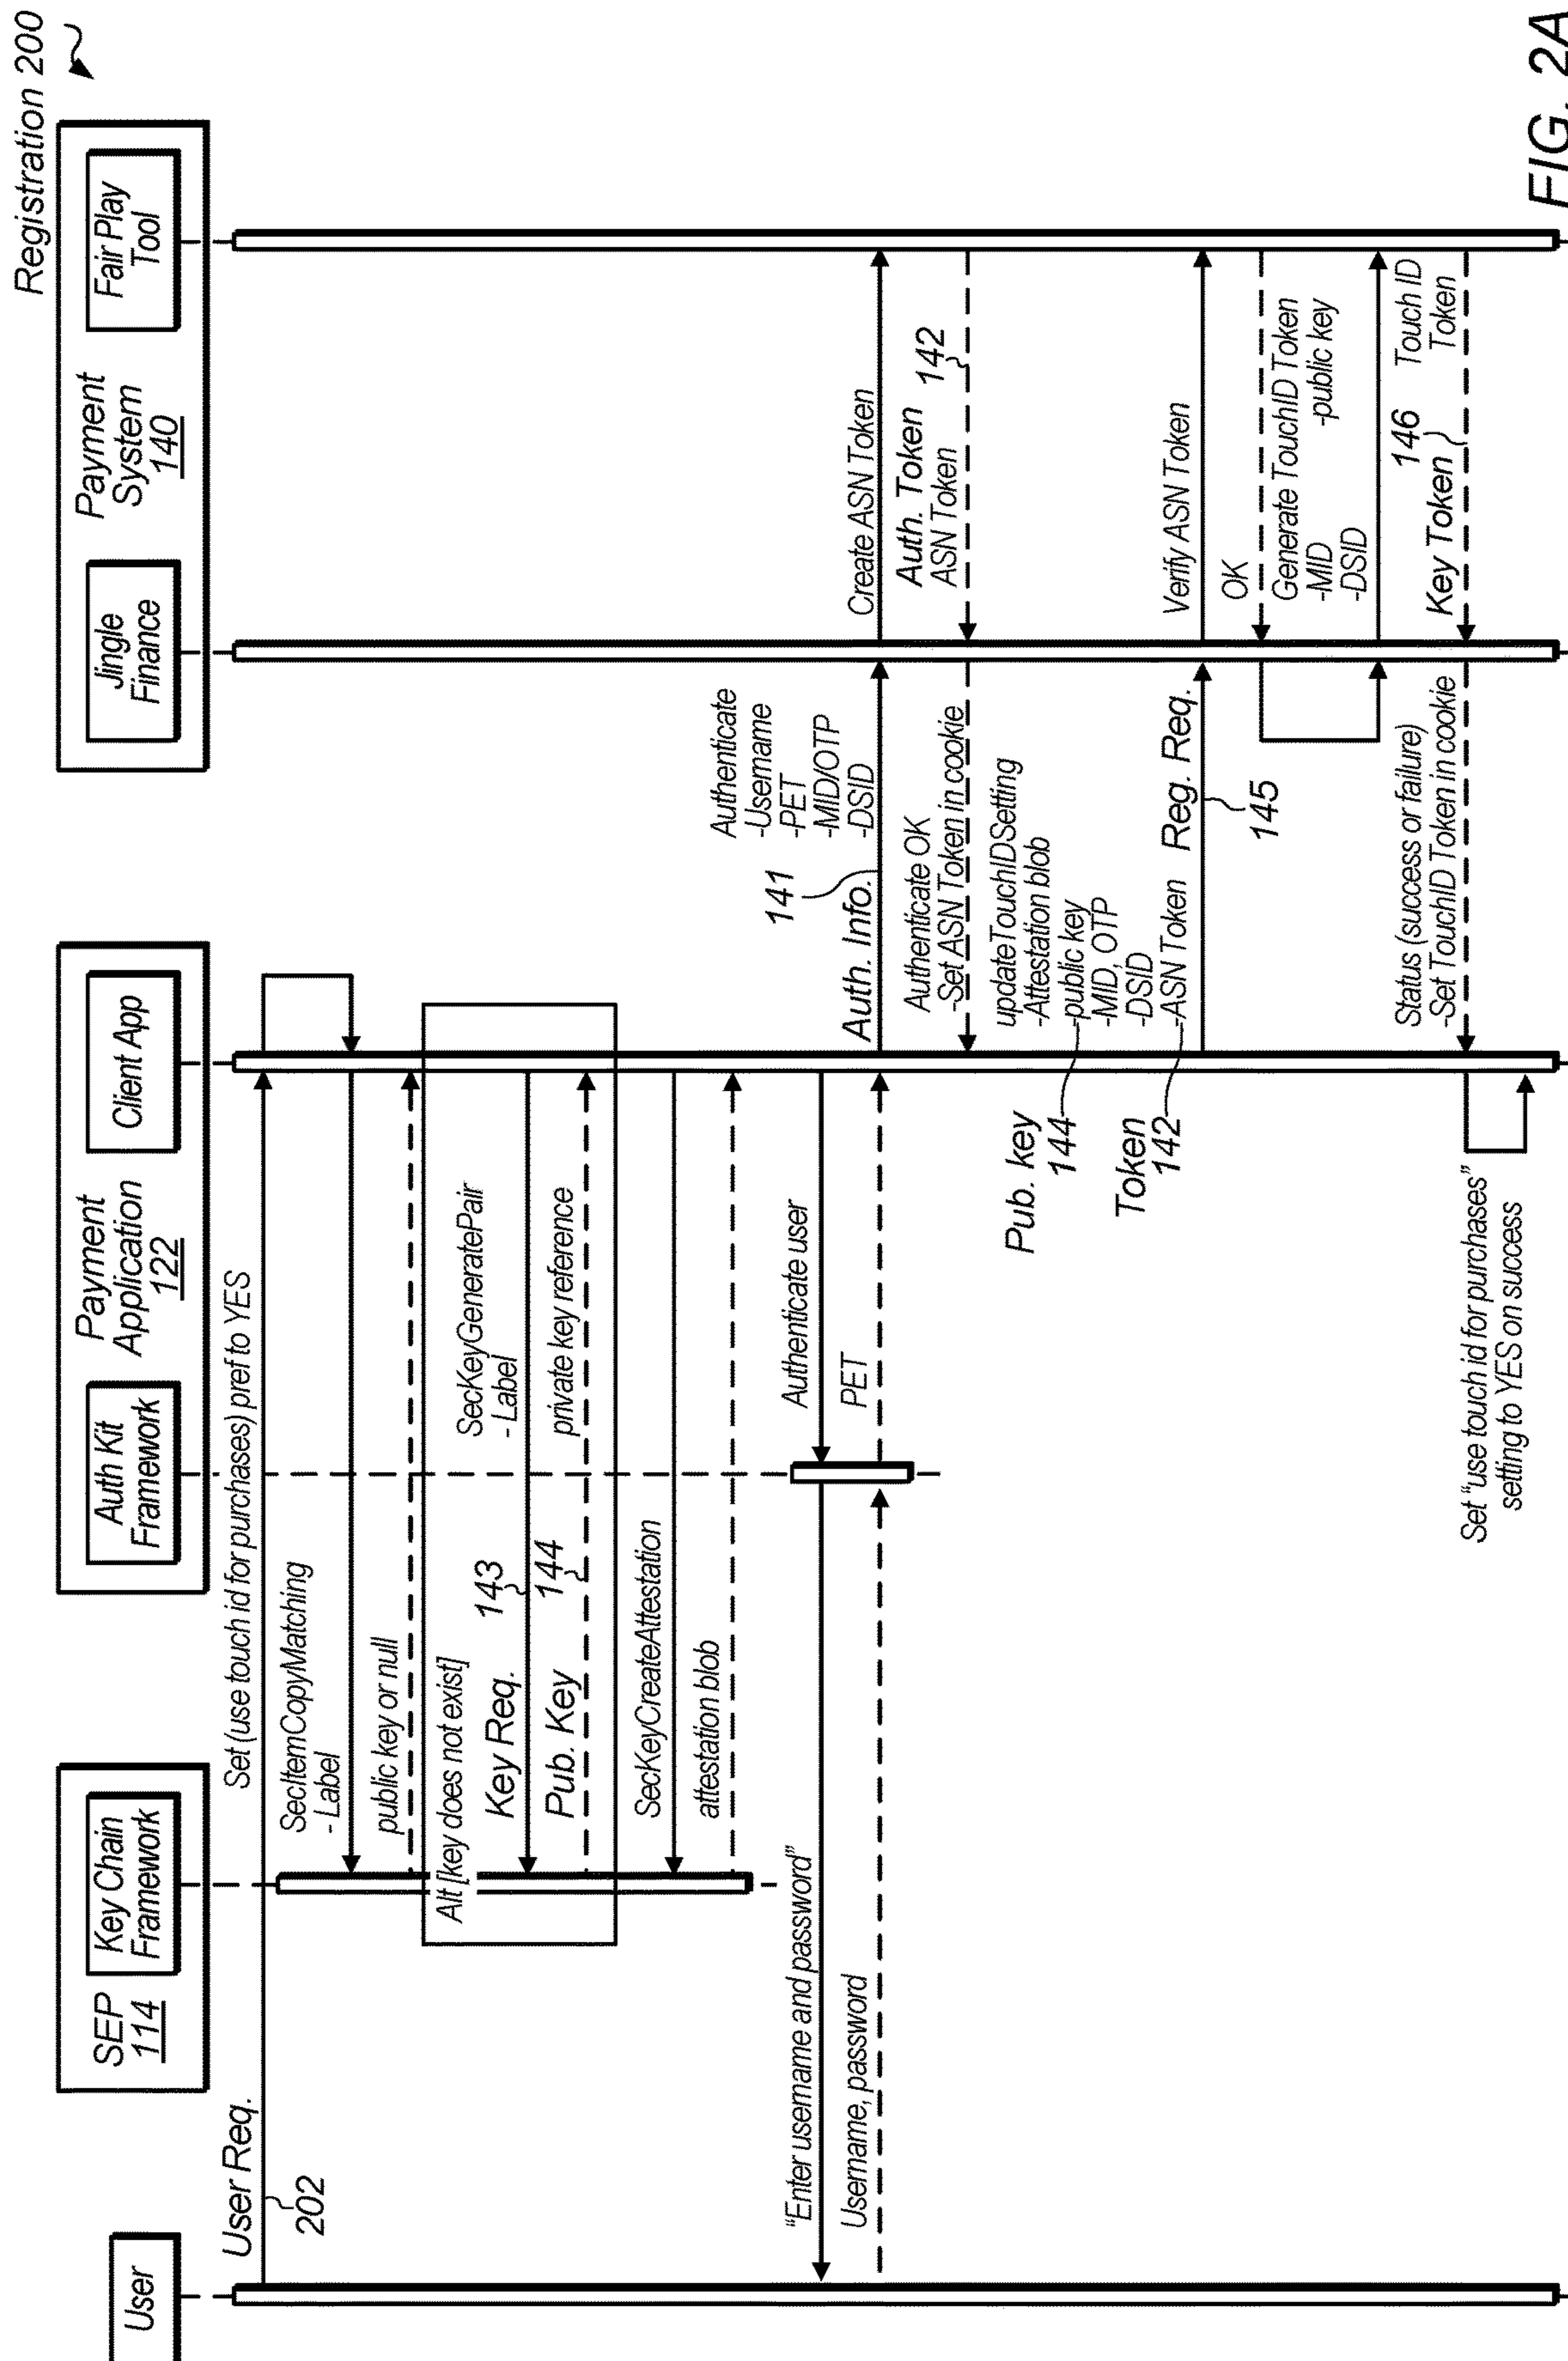 Registration 200
User
SEP
114
Key Chain
Framework
Payment
Application
122
Auth Kit
Framework
Client App
Payment
System
140
Jingle
Finance
Fair Play
Tool
User Req.
202
Set (use touch id for purchases) pref to YES
SecItemCopyMatching
- Label
public key or null
Alt [key does not exist]
Key Req.
143
SecKeyGeneratePair
- Label
Pub. Key
144
private key reference
SecKeyCreateAttestation
attestation blob
"Enter username and password"
Authenticate user
Username, password
PET
Authenticate
-Username
-PET
-MID/OTP
-DSID
141
Auth. Info.
Create ASN Token
Auth. Token
142
ASN Token
Authenticate OK
-Set ASN Token in cookie
updateTouchIDSetting
-Attestation blob
-public key
-MID, OTP
-DSID
-ASN Token
Pub. key
144
Token
142
Reg. Req.
145
Verify ASN Token
OK
Generate TouchID Token
-MID
-public key
-DSID
146
Touch ID
Token
Key Token
Status (success or failure)
-Set TouchID Token in cookie
Set "use touch id for purchases"
setting to YES on success
FIG. 2A